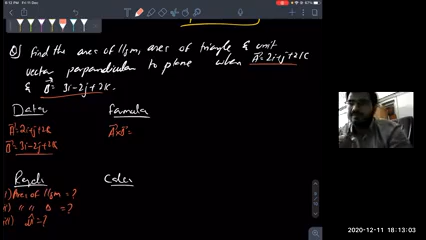 Q) find the area of //gm, area of triangle & unit
vector perpendicular to plane when A = 2i+j+2K
& B = 3i-2j+2K.
Data
Formula
A = 2i+j+2K
A×B =
B = 3i-2j+2K
Reqd:
Calcs
i) Area of //gm = ?
ii) " " Δ = ?
iii) = ?
2020-12-11 18:13:03